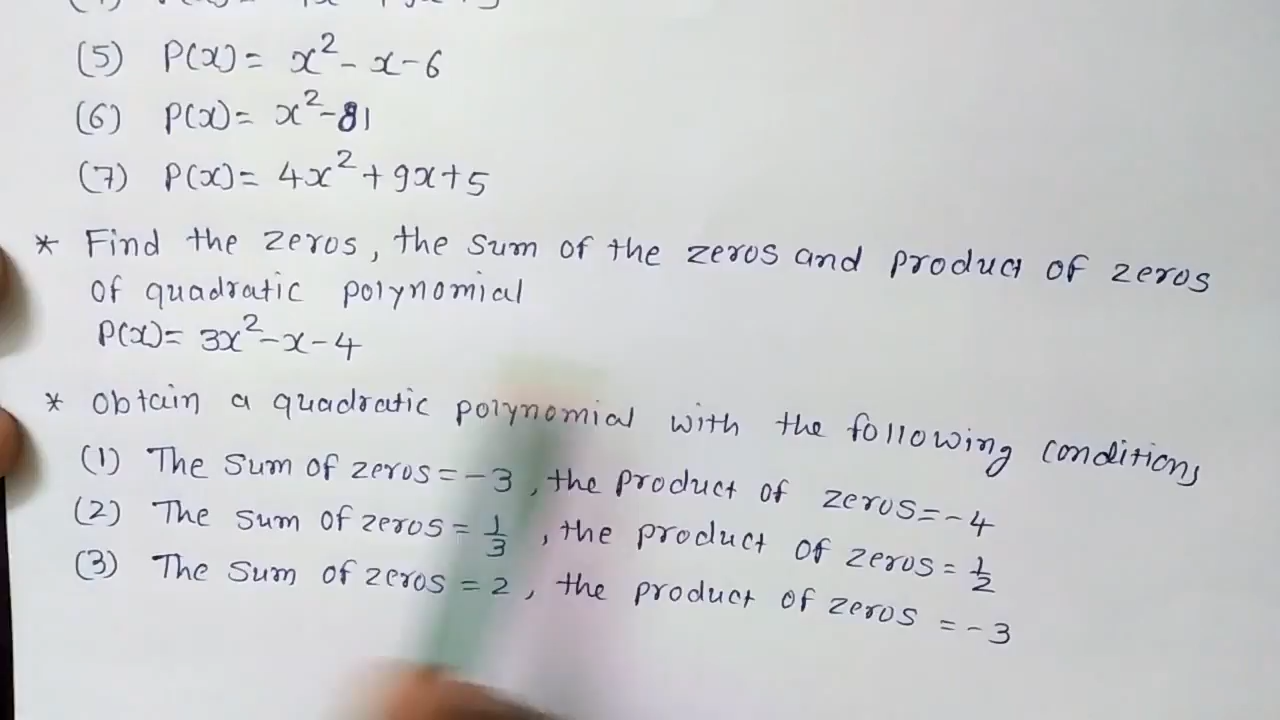 (5) P(x)= x²-x-6
(6) P(x)= x²-81
(7) P(x)= 4x²+9x+5
* Find the zeros, the sum of the zeros and product of zeros
of quadratic polynomial
P(x)= 3x²-x-4
* obtain a quadratic polynomial with the following conditions
(1) The sum of zeros=-3, the product of zeros=-4
(2) The sum of zeros= 1/3, the product of zeros= 1/2
(3) The sum of zeros =2, the product of zeros =-3